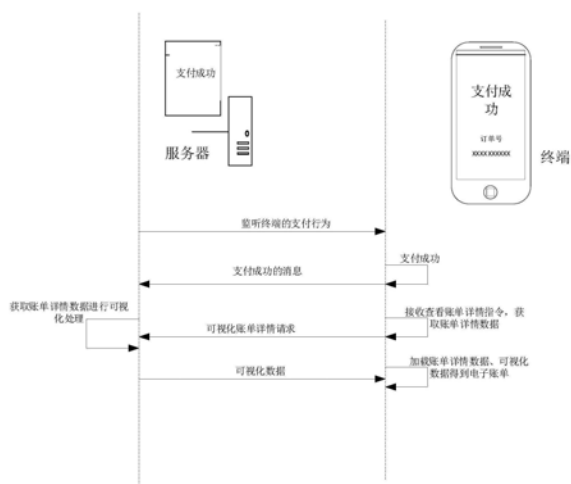 支付成功
服务器
支付成
功
订单号
XXXX XXXXXX
终端
监听终端的支付行为
支付成功
支付成功的消息
获取账单详情数据进行可视
化处理
接收查看账单详情指令，获
取账单详情数据
可视化账单详情请求
可视化数据
加载账单详情数据、可视化
数据得到电子账单